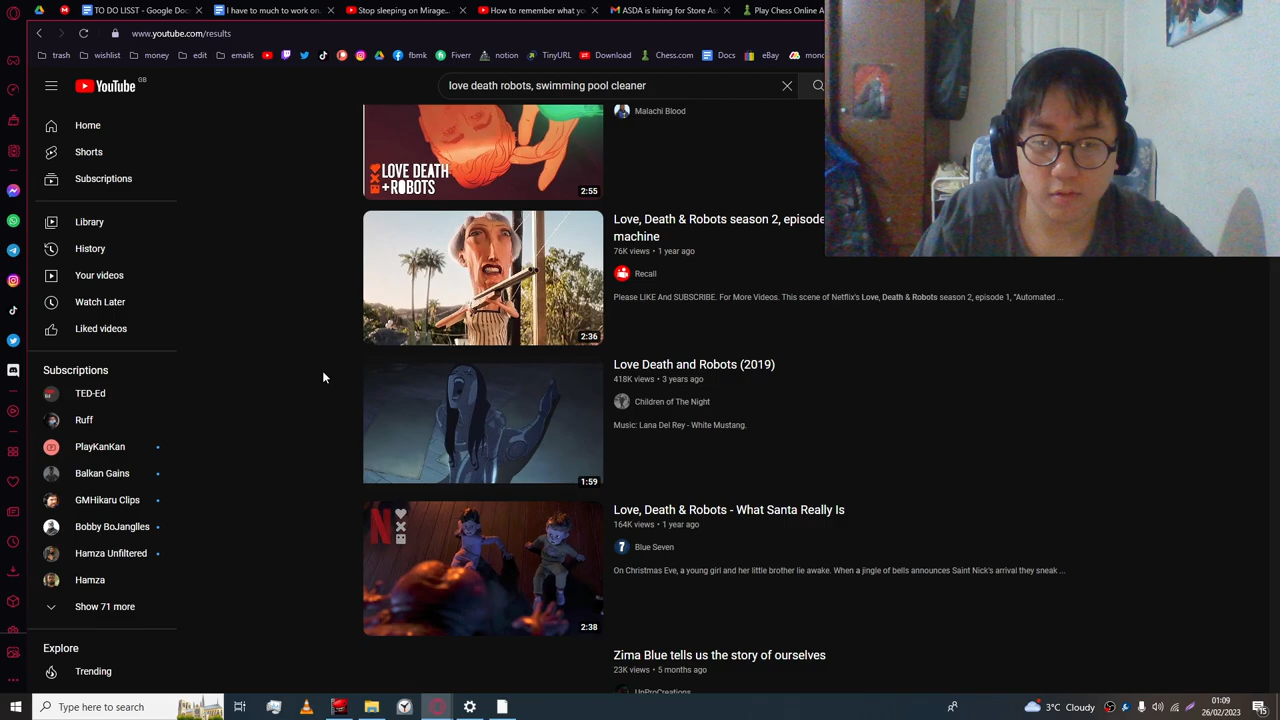 TO DO LISST - Google Dov
I have to much to work on.
Stop sleeping on Mirage..
How to remember what yo
ASDA is hiring for Store As
Play Chess Online A
www.youtube.com/results
trash
window
money
edit
emails
fbmk
Fiverr
notion
TinyURL
Download
Chess.com
Docs
eBay
YouTube GB
love death robots, swimming pool cleaner
Home
Shorts
Subscriptions
Library
History
Your videos
Watch Later
Liked videos
Subscriptions
TED-Ed
Ruff
PlayKanKan
Balkan Gains
GMHikaru Clips
Bobby BoJanglles
Hamza Unfiltered
Hamza
Show 71 more
Explore
Trending
LOVE DEATH
+ROBOTS
2:55
Malachi Blood
2:36
Love, Death & Robots season 2, episode
machine
76K views • 1 year ago
Recall
Please LIKE And SUBSCRIBE. For More Videos. This scene of Netflix's Love, Death & Robots season 2, episode 1, "Automated ...
1:59
Love Death and Robots (2019)
418K views • 3 years ago
Children of The Night
Music: Lana Del Rey - White Mustang.
N
2:38
Love, Death & Robots - What Santa Really Is
164K views • 1 year ago
7 Blue Seven
On Christmas Eve, a young girl and her little brother lie awake. When a jingle of bells announces Saint Nick's arrival they sneak ...
Zima Blue tells us the story of ourselves
23K views • 5 months ago
UnProCreations
Type here to search
3°C Cloudy
01:09
26/02/2023
15